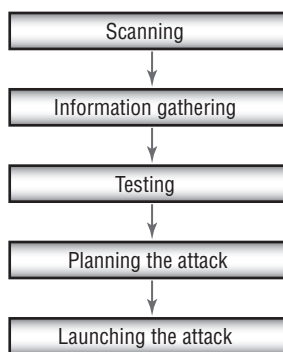 Scanning
Information gathering
Testing
Planning the attack
Launching the attack